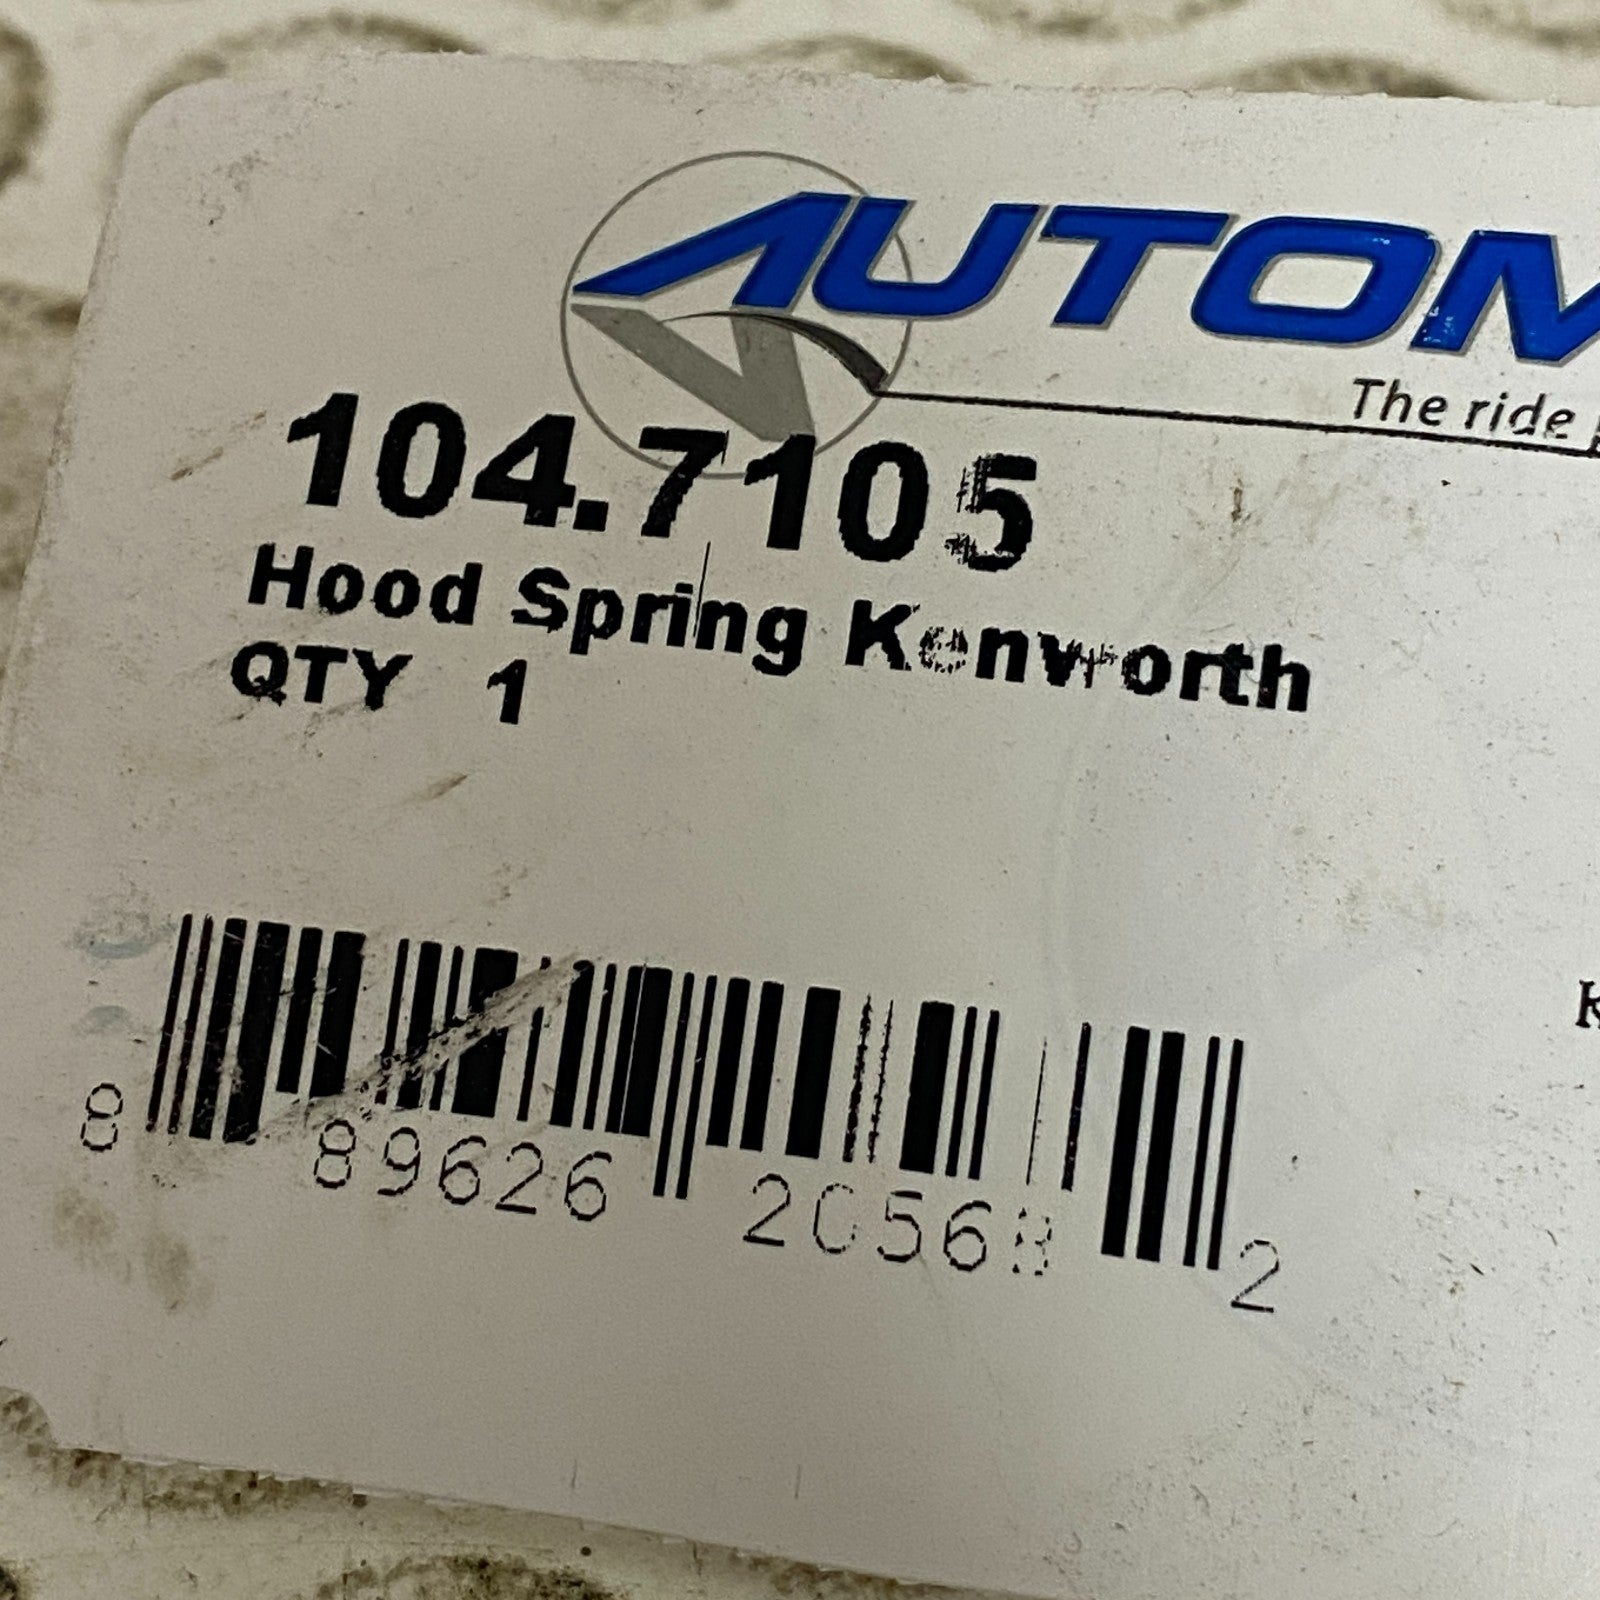 AUTOM
The ride
104.7105
Hood Spring Kenworth
QTY 1
K
8 89626 20568 2